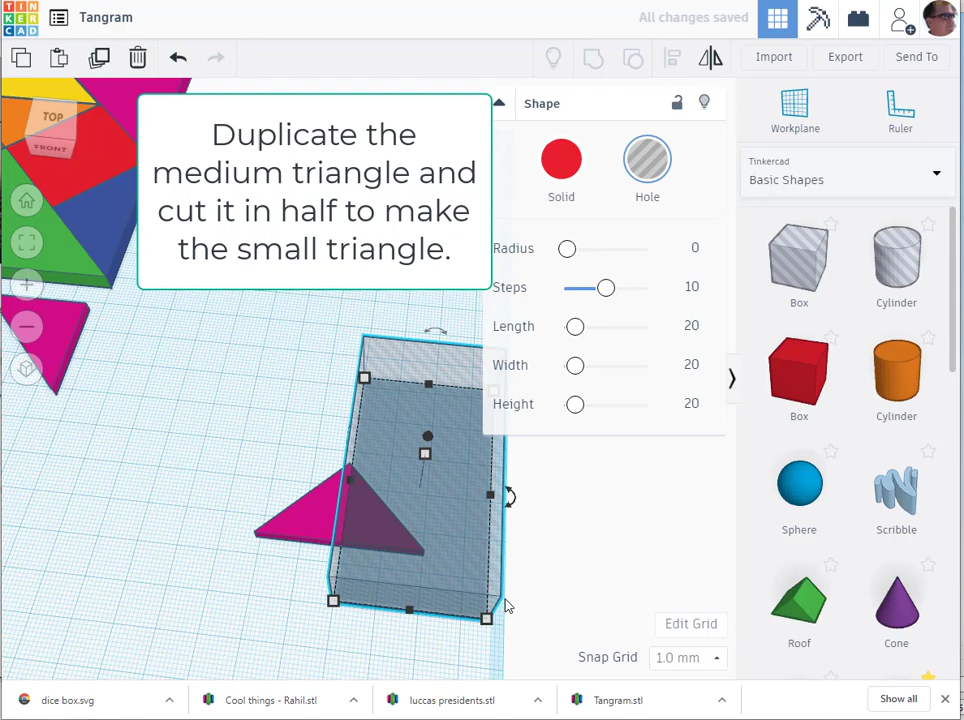 TIN
KER
CAD
Tangram
All changes saved
Import
Export
Send To
TOP
FRONT
Duplicate the
medium triangle and
cut it in half to make
the small triangle.
Shape
Solid
Hole
Radius
0
Steps
10
Length
20
Width
20
Height
20
Workplane
Ruler
Tinkercad
Basic Shapes
Box
Cylinder
Box
Cylinder
Sphere
Scribble
Roof
Cone
Edit Grid
Snap Grid
1.0 mm
dice box.svg
Cool things - Rahil.stl
luccas presidents.stl
Tangram.stl
Show all